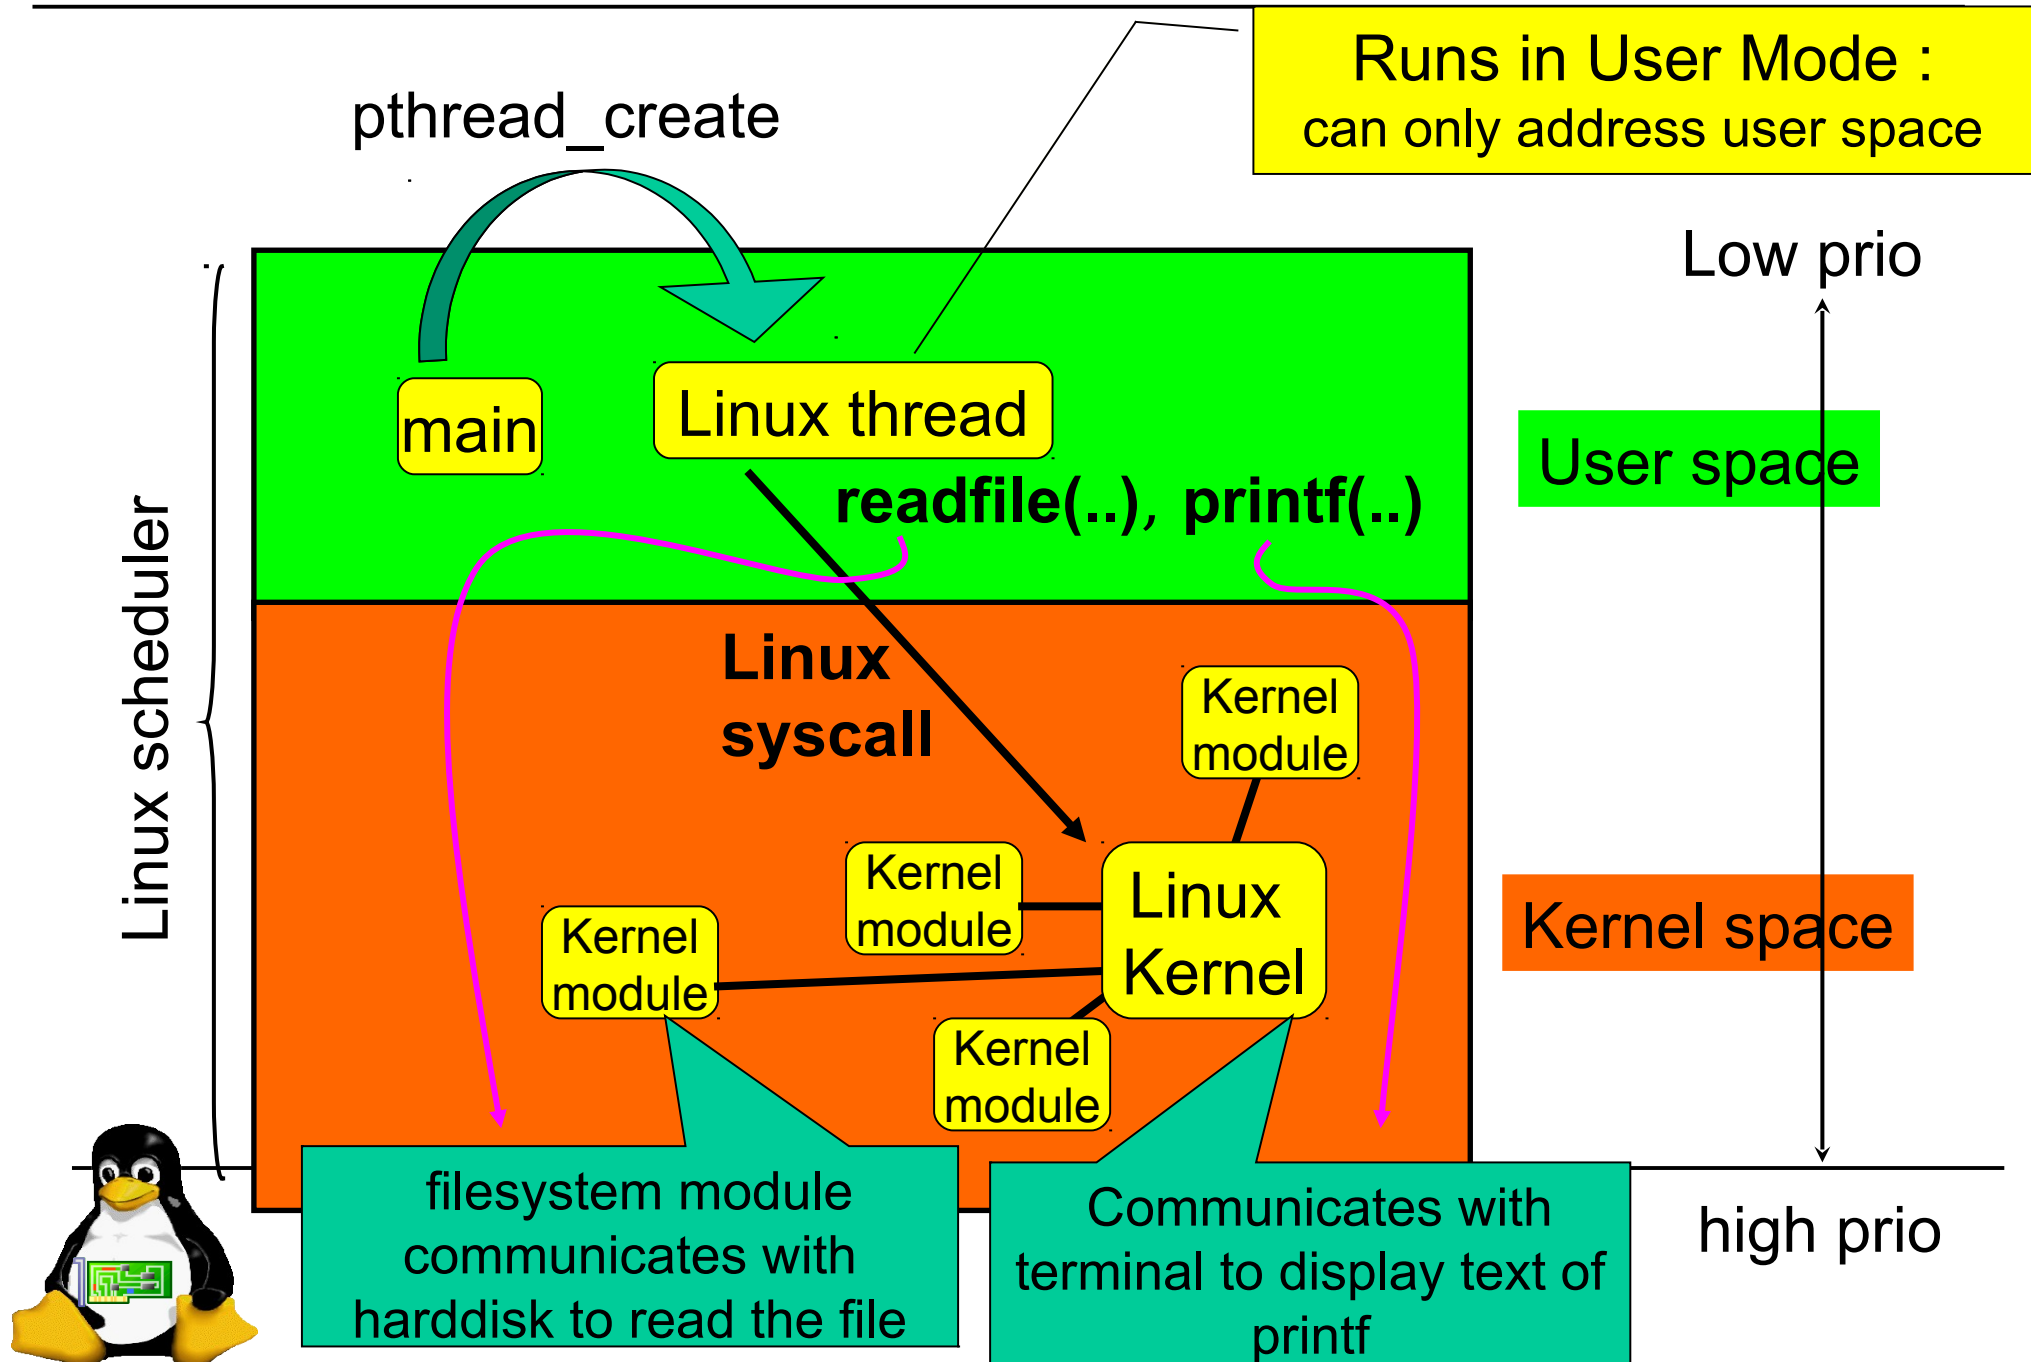 Runs in User Mode :
can only address user space
pthread_create
Low prio
main
Linux thread
User space
readfile(..), printf(..)
Linux scheduler
Linux
syscall
Kernel
module
Kernel
module
Linux
Kernel
Kernel space
Kernel
module
Kernel
module
filesystem module
communicates with
harddisk to read the file
Communicates with
terminal to display text of
printf
high prio